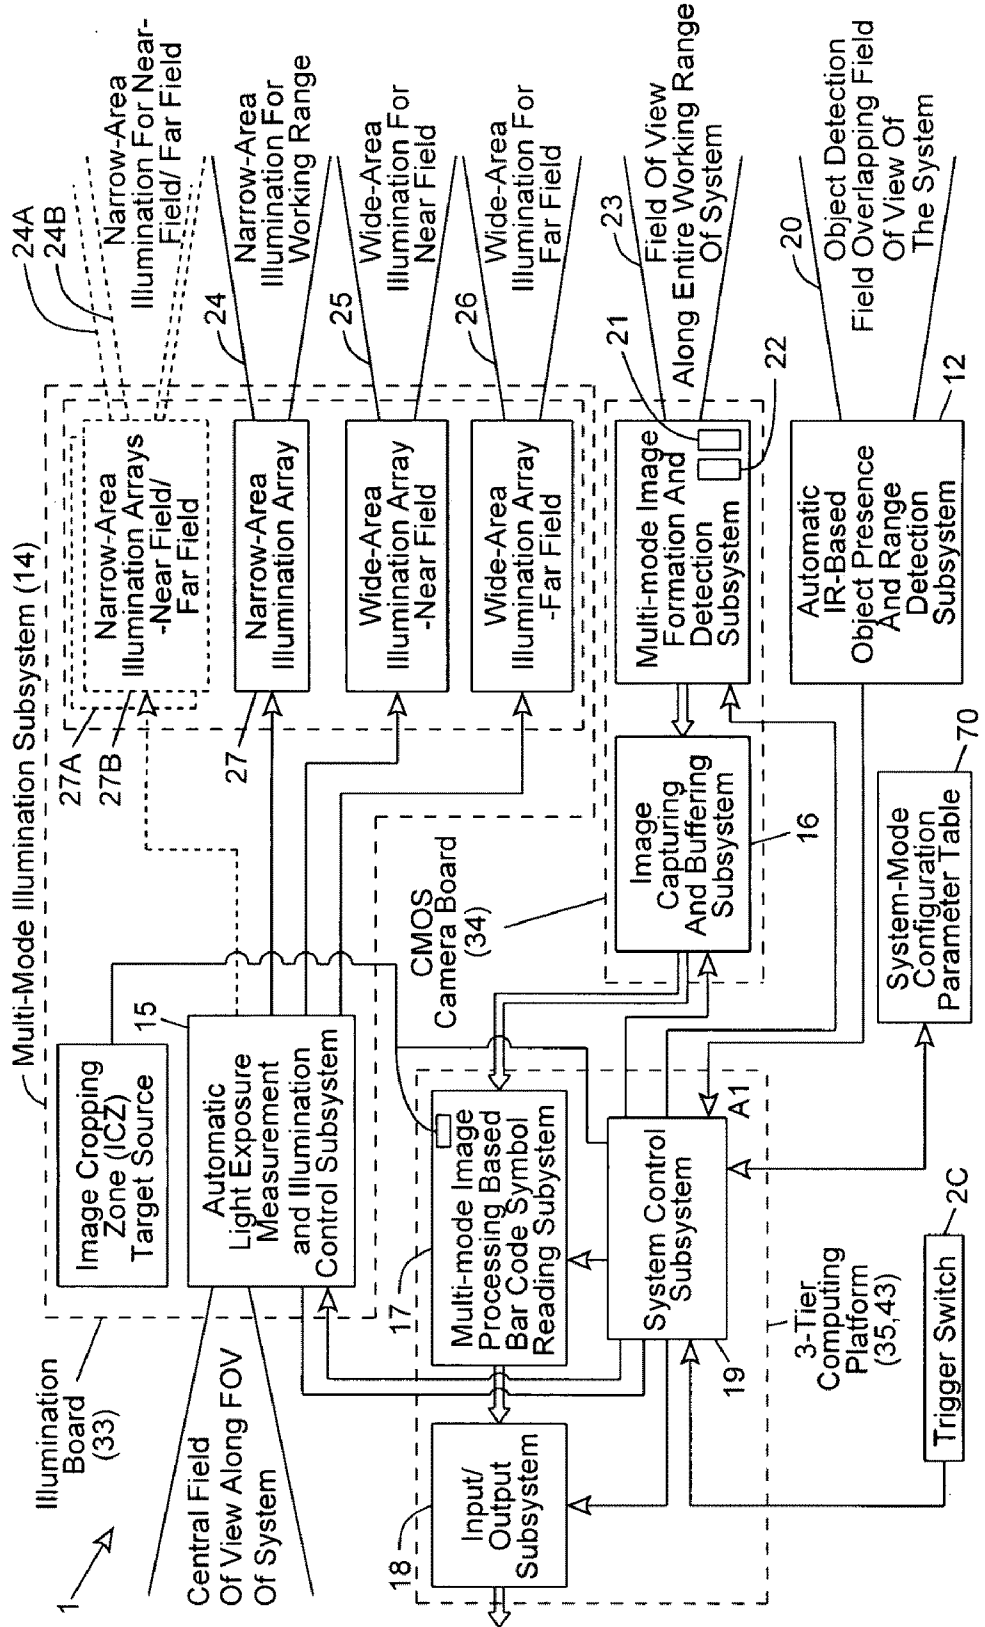 1
Illumination
Board
(33)
Multi-Mode Illumination Subsystem (14)
24A
24B
Narrow-Area
Illumination For Near-
Field/ Far Field
Image Cropping
Zone (ICZ)
Target Source
15
Automatic
Light Exposure
Measurement
and Illumination
Control Subsystem
Central Field
Of View Along FOV
Of System
27A
27B
Narrow-Area
Illumination Arrays
-Near Field/
Far Field
24
Narrow-Area
Illumination For
Working Range
27
Narrow-Area
Illumination Array
25
Wide-Area
Illumination For
Near Field
Wide-Area
Illumination Array
-Near Field
26
Wide-Area
Illumination For
Far Field
Wide-Area
Illumination Array
-Far Field
CMOS
Camera Board
(34)
17
Multi-mode Image
Processing Based
Bar Code Symbol
Reading Subystem
18
Input/
Output
Subsystem
Image
Capturing
And Buffering
Subsystem
16
Multi-mode Image
Formation And
Detection
Subsystem
21
22
23
Field Of View
Along Entire Working Range
Of System
System Control
Subsystem
19
A1
3-Tier
Computing
Platform
(35,43)
Automatic
IR-Based
Object Presence
And Range
Detection
Subsystem
12
20
Object Detection
Field Overlapping Field
Of View Of
The System
System-Mode
Configuration
Parameter Table
70
Trigger Switch
2C